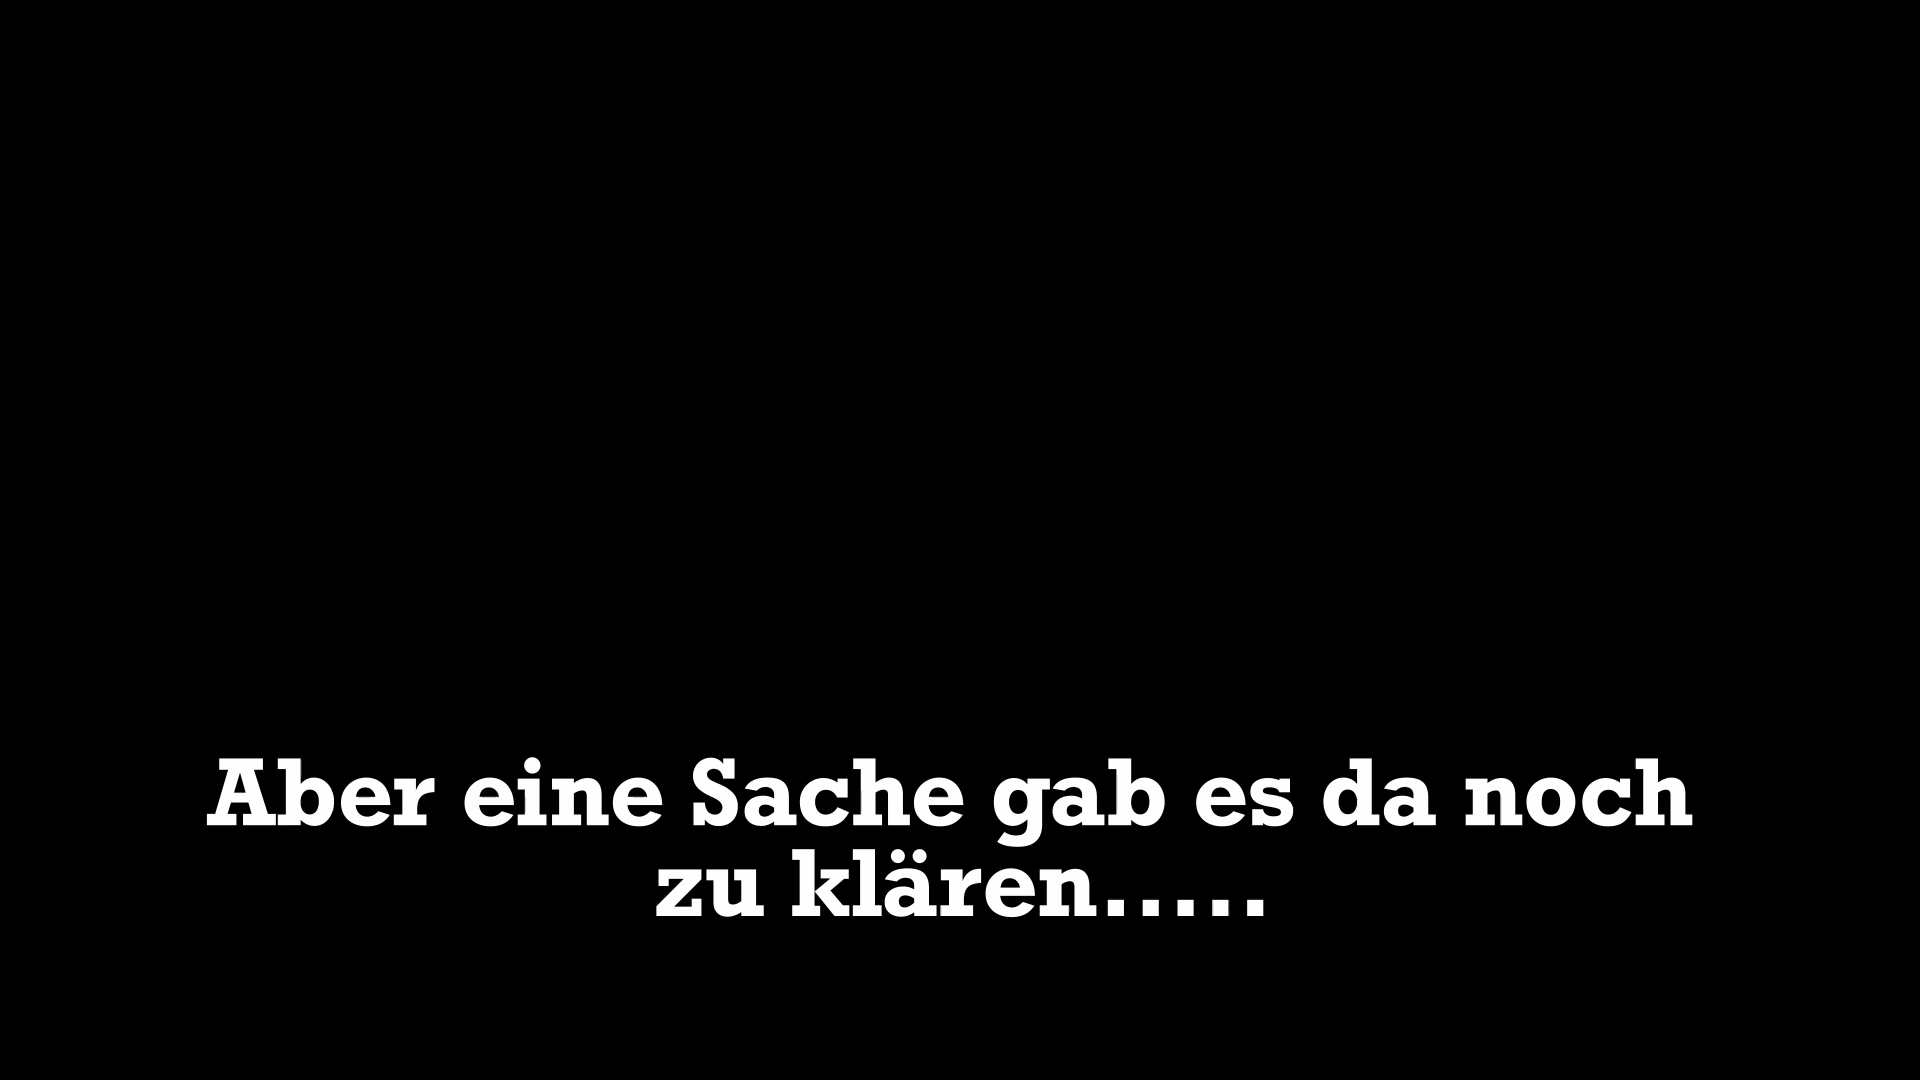 Aber eine Sache gab es da noch
zu klären.....